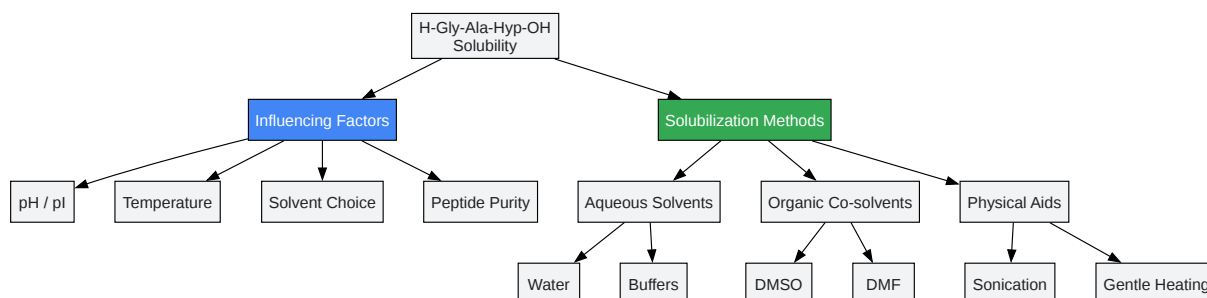 H-Gly-Ala-Hyp-OH
Solubility
Influencing Factors
Solubilization Methods
pH / pI
Temperature
Solvent Choice
Peptide Purity
Aqueous Solvents
Organic Co-solvents
Physical Aids
Water
Buffers
DMSO
DMF
Sonication
Gentle Heating